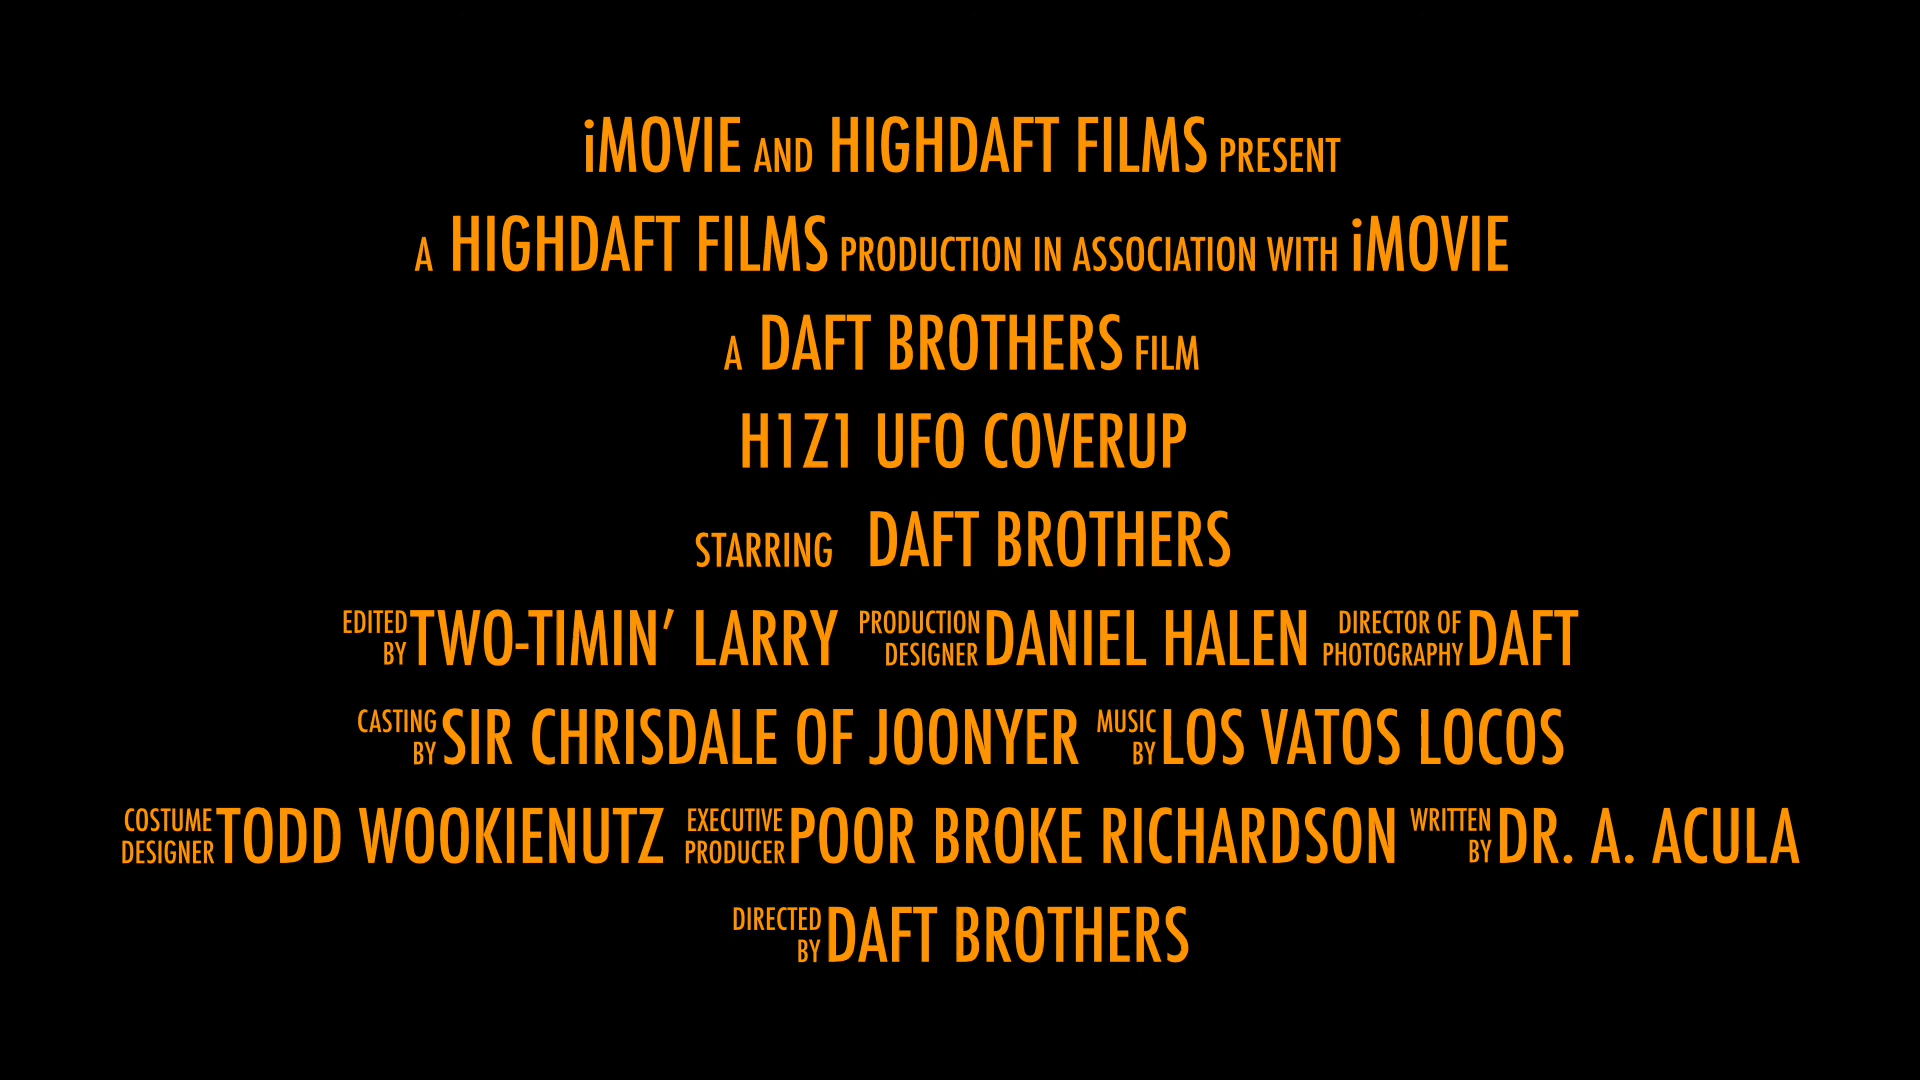 iMOVIE AND HIGHDAFT FILMS PRESENT
A HIGHDAFT FILMS PRODUCTION IN ASSOCIATION WITH iMOVIE
A DAFT BROTHERS FILM
H1Z1 UFO COVERUP
STARRING DAFT BROTHERS
EDITED BY TWO-TIMIN’ LARRY PRODUCTION DESIGNER DANIEL HALEN DIRECTOR OF PHOTOGRAPHY DAFT
CASTING BY SIR CHRISDALE OF JOONYER MUSIC BY LOS VATOS LOCOS
COSTUME DESIGNER TODD WOOKIENUTZ EXECUTIVE PRODUCER POOR BROKE RICHARDSON WRITTEN BY DR. A. ACULA
DIRECTED BY DAFT BROTHERS